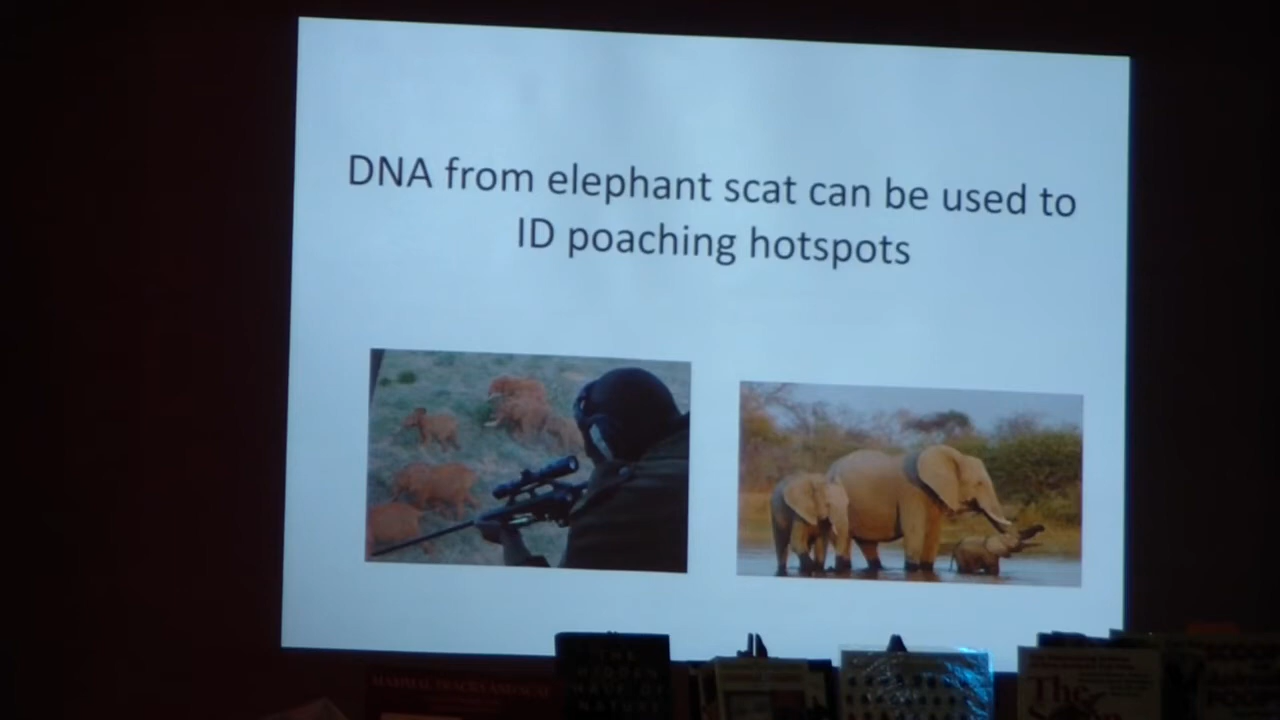 DNA from elephant scat can be used to
ID poaching hotspots
The